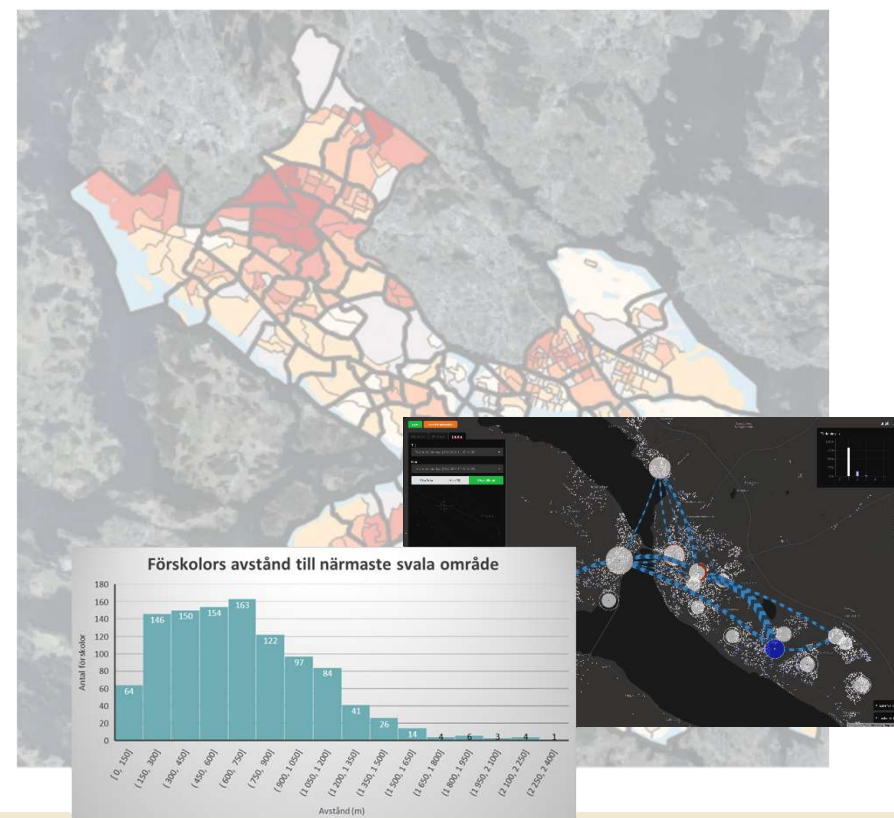 Förskolors avstånd till närmaste svala område
Antal förskolor
180
160
140
120
100
80
60
40
20
0
64
146
150
154
163
122
97
84
41
26
14
4
6
3
4
1
[ 0, 150]
(150, 300]
(300, 450]
(450, 600]
(600, 750]
(750, 900]
(900, 1 050]
(1 050, 1 200]
(1 200, 1 350]
(1 350, 1 500]
(1 500, 1 650]
(1 650, 1 800]
(1 800, 1 950]
(1 950, 2 100]
(2 100, 2 250]
(2 250, 2 400]
Avstånd (m)